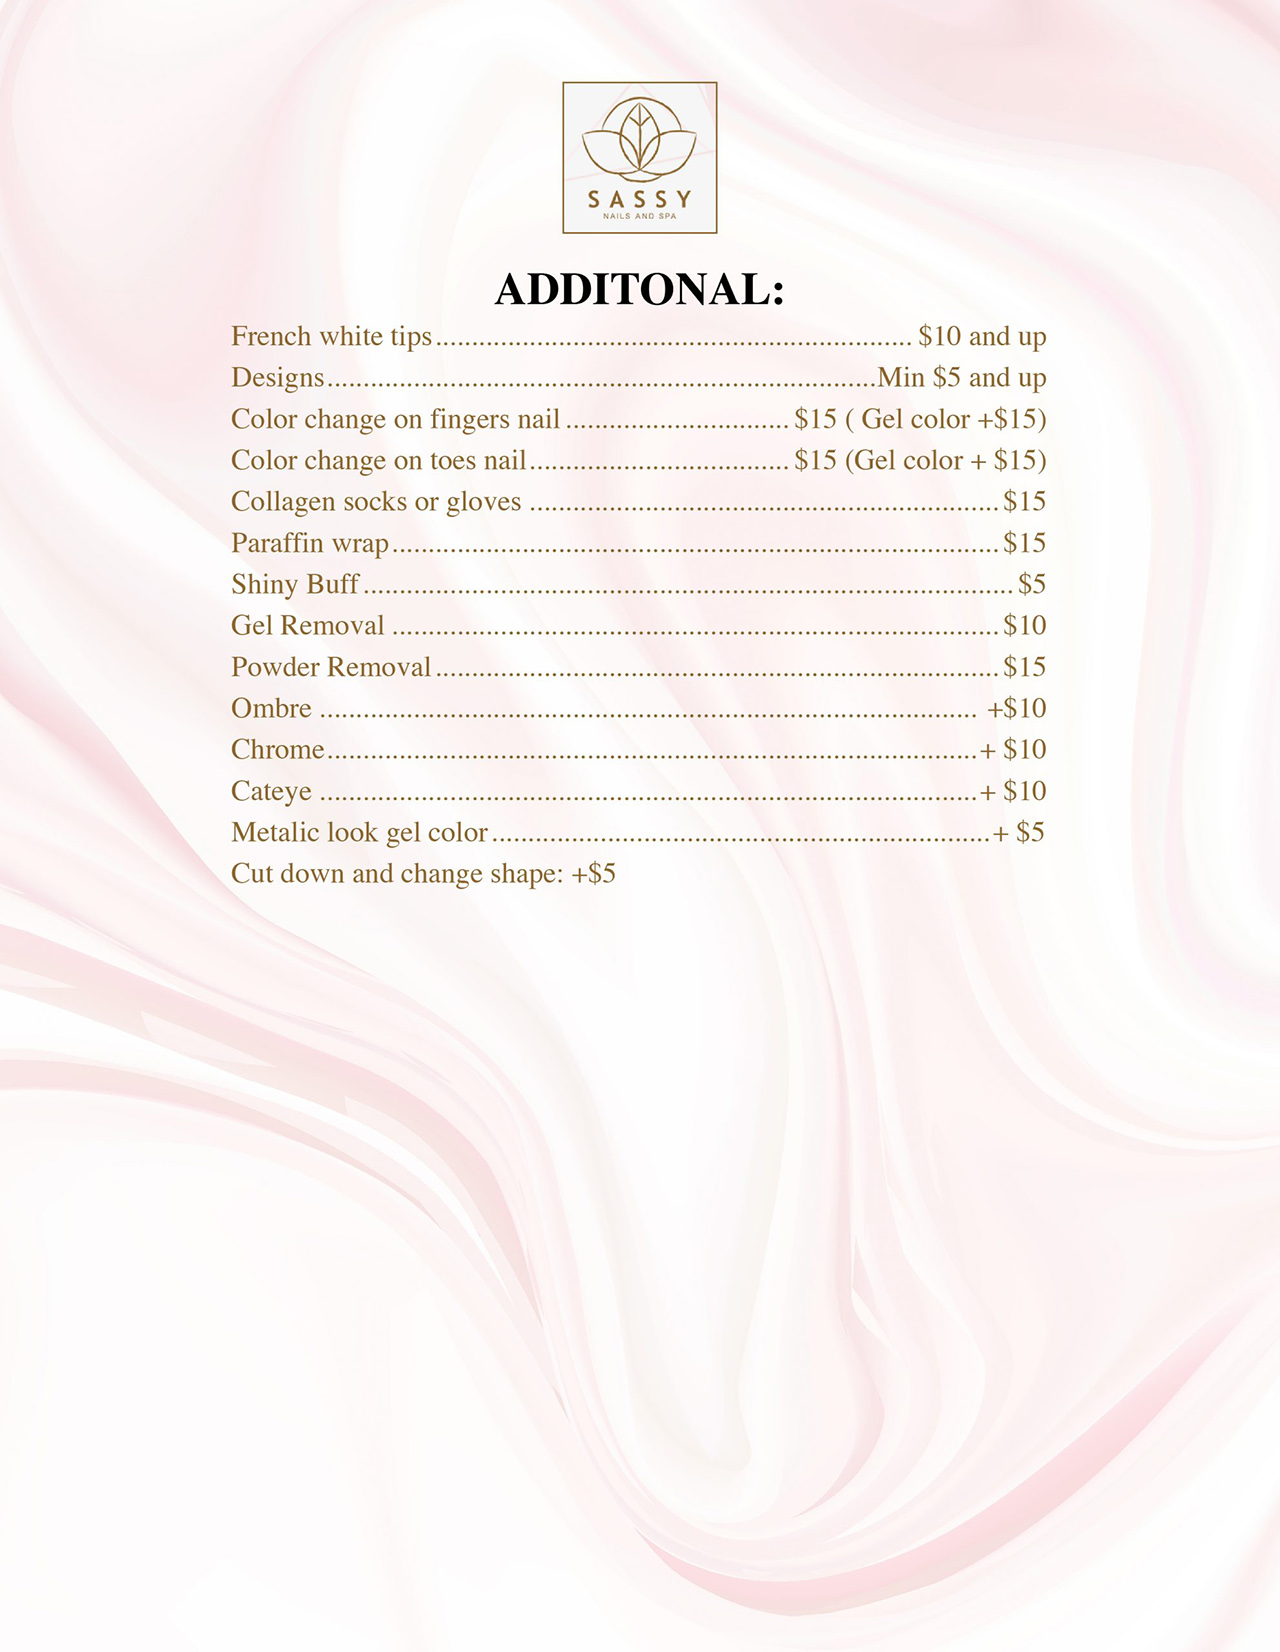 SASSY
NAILS AND SPA
ADDITONAL:
French white tips.................................................................. $10 and up
Designs............................................................................Min $5 and up
Color change on fingers nail ............................... $15 ( Gel color +$15)
Color change on toes nail.................................... $15 (Gel color + $15)
Collagen socks or gloves ................................................................. $15
Paraffin wrap.................................................................................... $15
Shiny Buff.......................................................................................... $5
Gel Removal .................................................................................... $10
Powder Removal.............................................................................. $15
Ombre ........................................................................................... +$10
Chrome..........................................................................................+ $10
Cateye ...........................................................................................+ $10
Metalic look gel color.....................................................................+ $5
Cut down and change shape: +$5